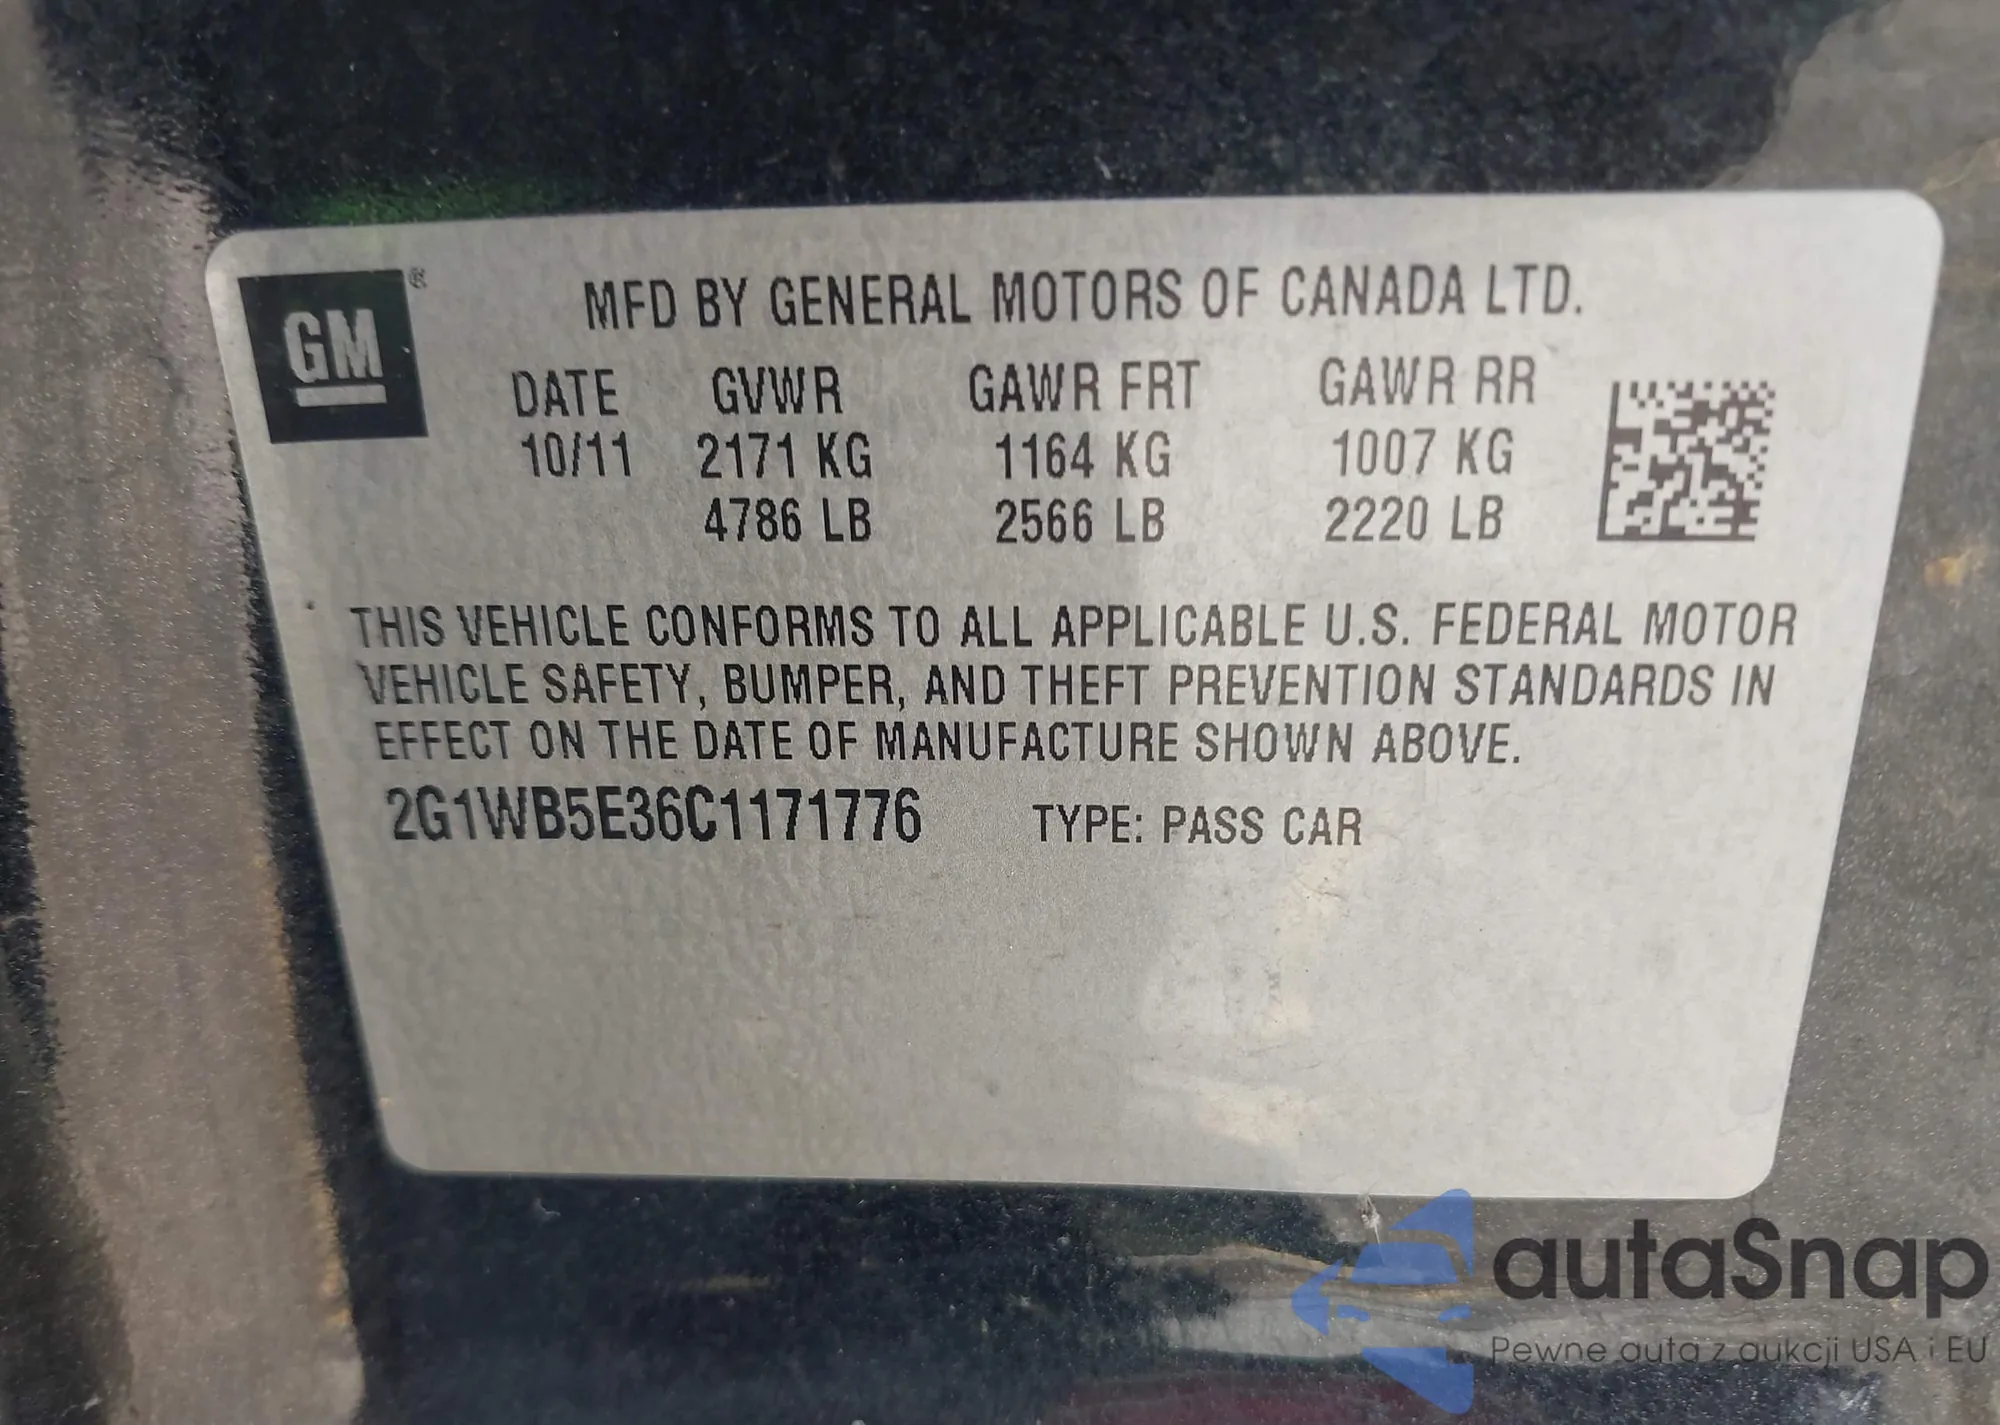 GM ®
MFD BY GENERAL MOTORS OF CANADA LTD.
DATE GVWR GAWR FRT GAWR RR
10/11 2171 KG 1164 KG 1007 KG
4786 LB 2566 LB 2220 LB
THIS VEHICLE CONFORMS TO ALL APPLICABLE U.S. FEDERAL MOTOR
VEHICLE SAFETY, BUMPER, AND THEFT PREVENTION STANDARDS IN
EFFECT ON THE DATE OF MANUFACTURE SHOWN ABOVE.
2G1WB5E36C1171776 TYPE: PASS CAR
autaSnap
Pewne auta z aukcji USA i EU